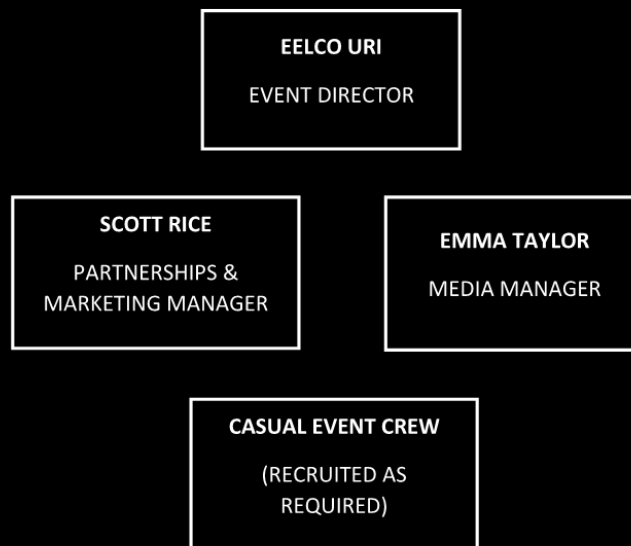 EELCO URI
EVENT DIRECTOR
SCOTT RICE
PARTNERSHIPS &
MARKETING MANAGER
EMMA TAYLOR
MEDIA MANAGER
CASUAL EVENT CREW
(RECRUITED AS
REQUIRED)